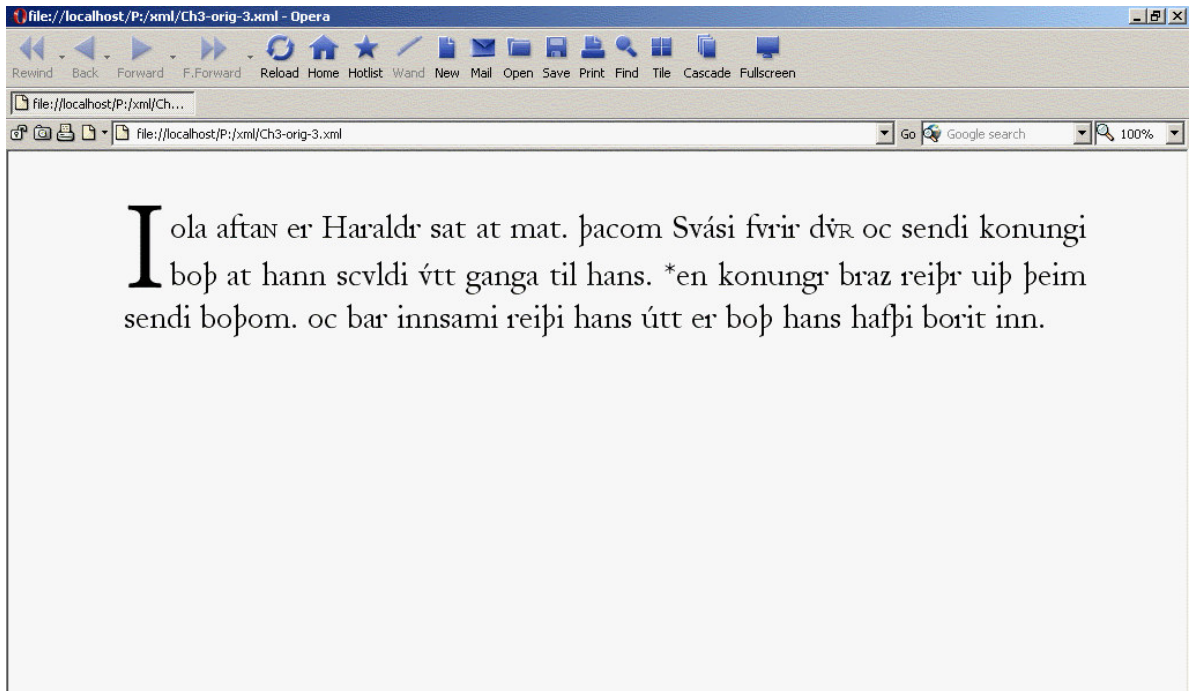 file://localhost/P:/xml/Ch3-orig-3.xml - Opera
Rewind Back Forward F.Forward Reload Home Hotlist Wand New Mail Open Save Print Find Tile Cascade Fullscreen
file://localhost/P:/xml/Ch...
file://localhost/P:/xml/Ch3-orig-3.xml Go Google search 100%
Iola aftaɴ er Haraldr sat at mat. þacom Svási fvrir dv̇ʀ oc sendi konungi
boþ at hann scvldi v́tt ganga til hans. *en konungr braz reiþr uiþ þeim
sendi boþom. oc bar innsami reiþi hans útt er boþ hans hafþi borit inn.